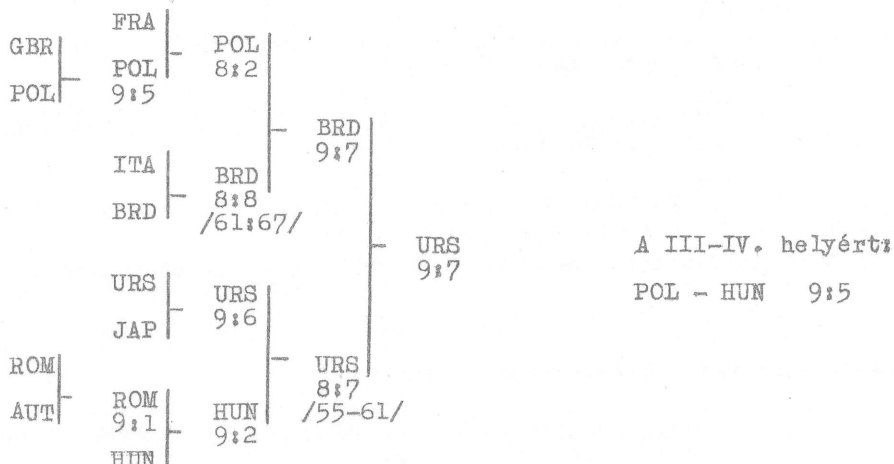 FRA
GBR
POL
POL
8:2
POL
9:5
BRD
9:7
ITA
BRD
8:8
/61:67/
BRD
URS
9:7
A III-IV. helyért:
POL - HUN 9:5
URS
URS
9:6
JAP
ROM
URS
8:7
/55-61/
AUT
ROM
9:1
HUN
9:2
HUN